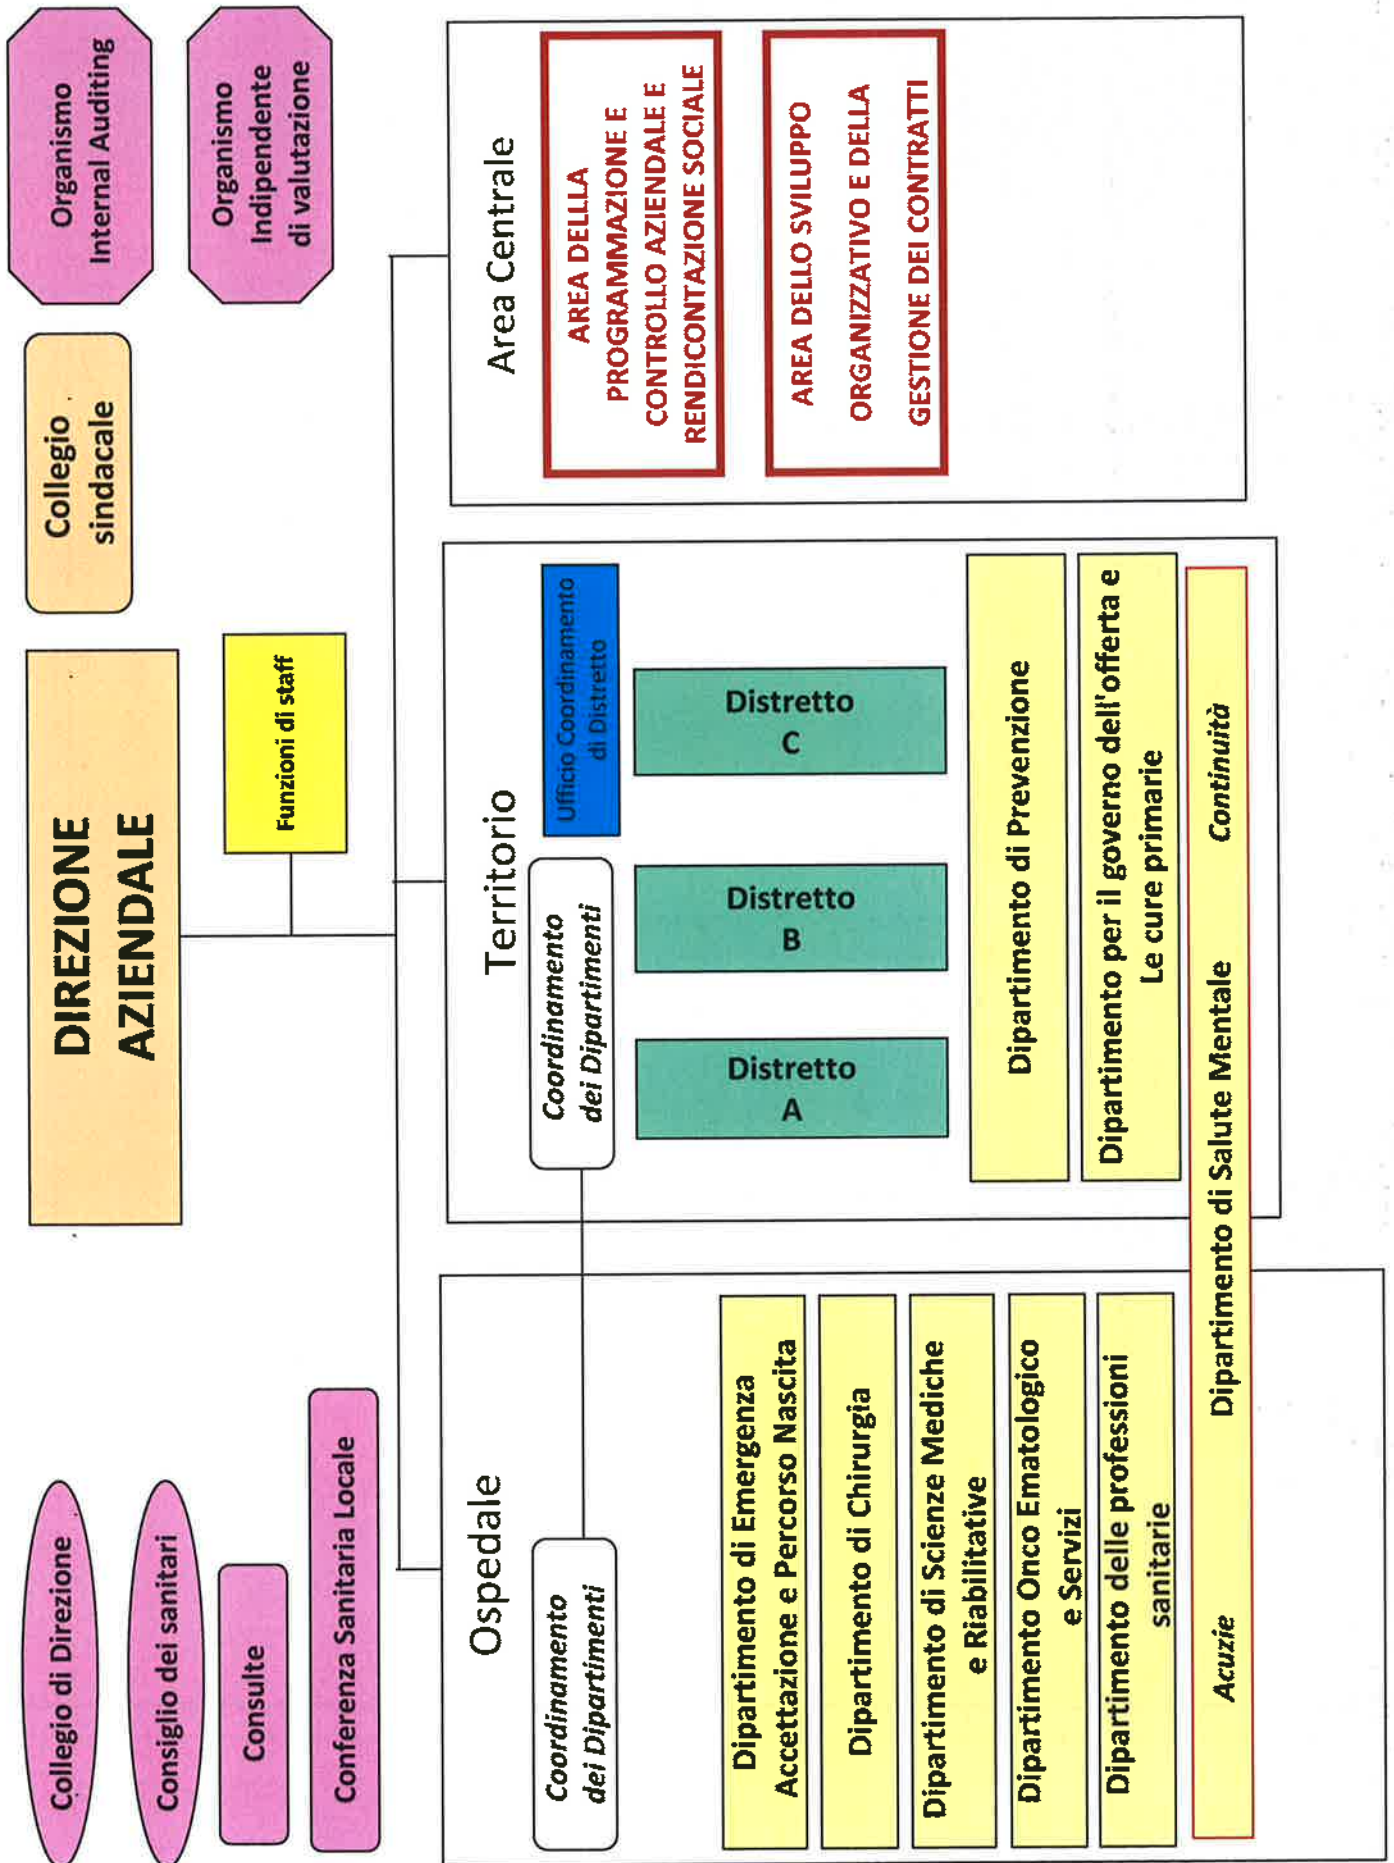 Collegio di Direzione
Consiglio dei sanitari
Consulte
Conferenza Sanitaria Locale
DIREZIONE
AZIENDALE
Funzioni di staff
Collegio
sindacale
Organismo
Internal Auditing
Organismo
Indipendente
di valutazione
Ospedale
Coordinamento
dei Dipartimenti
Dipartimento di Emergenza
Accettazione e Percorso Nascita
Dipartimento di Chirurgia
Dipartimento di Scienze Mediche
e Riabilitative
Dipartimento Onco Ematologico
e Servizi
Dipartimento delle professioni
sanitarie
Territorio
Coordinamento
dei Dipartimenti
Ufficio Coordinamento
di Distretto
Distretto
A
Distretto
B
Distretto
C
Dipartimento di Prevenzione
Dipartimento per il governo dell'offerta e
Le cure primarie
Acuzie Dipartimento di Salute Mentale Continuità
Area Centrale
AREA DELLA
PROGRAMMAZIONE E
CONTROLLO AZIENDALE E
RENDICONTAZIONE SOCIALE
AREA DELLO SVILUPPO
ORGANIZZATIVO E DELLA
GESTIONE DEI CONTRATTI